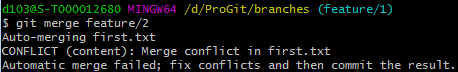 d103@S-T000012680 MINGW64 /d/ProGit/branches (feature/1)
$ git merge feature/2
Auto-merging first.txt
CONFLICT (content): Merge conflict in first.txt
Automatic merge failed; fix conflicts and then commit the result.